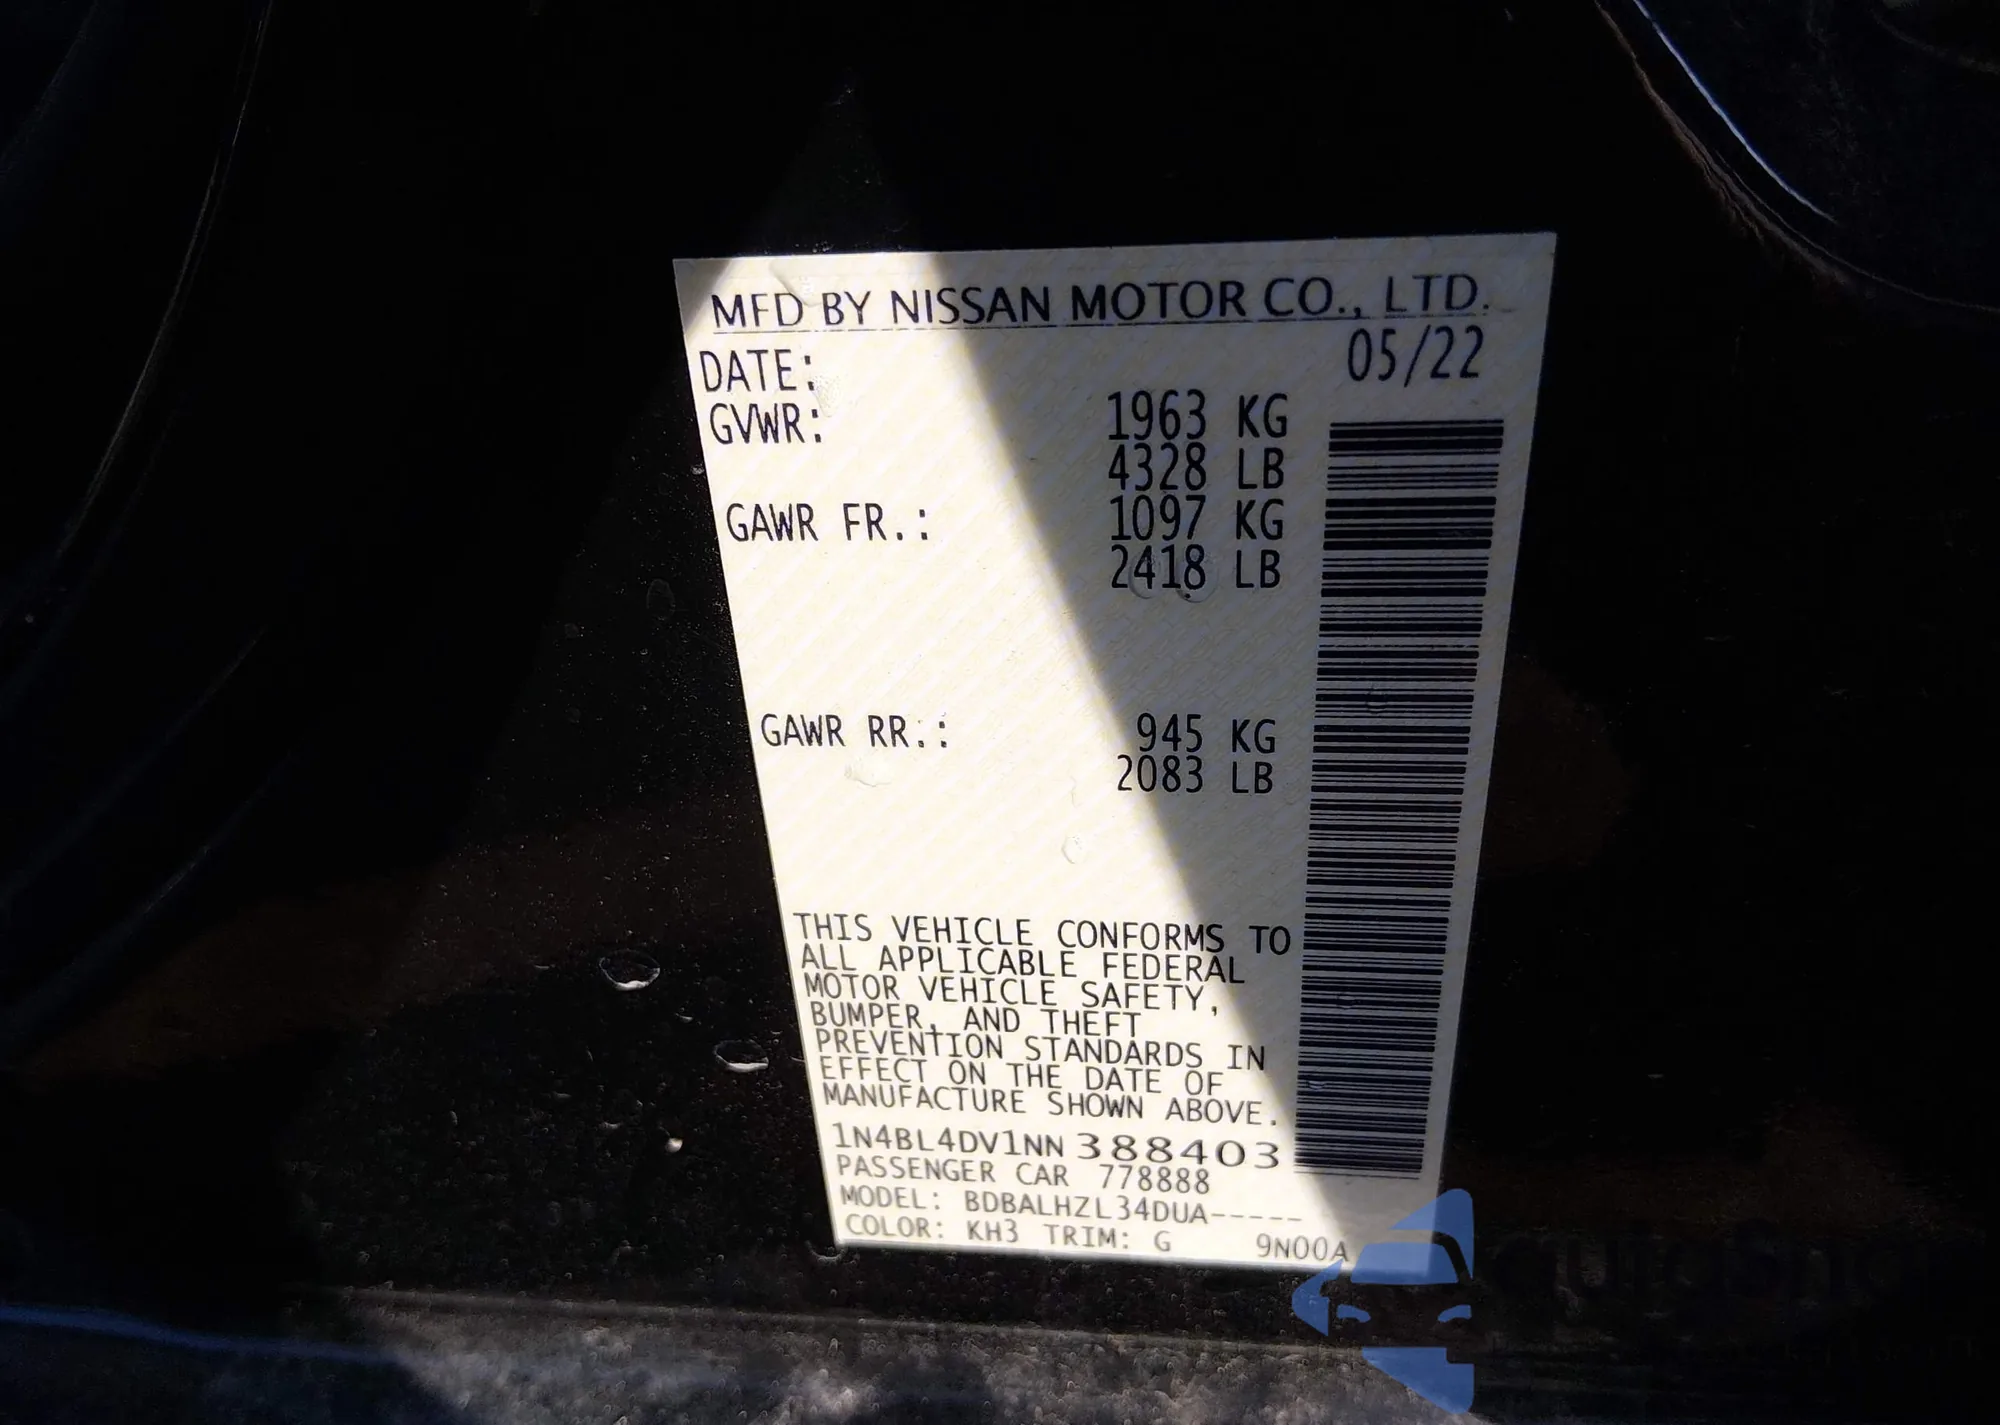 MFD BY NISSAN MOTOR CO., LTD.
DATE: 05/22
GVWR: 1963 KG
4328 LB
GAWR FR.: 1097 KG
2418 LB
GAWR RR.: 945 KG
2083 LB
THIS VEHICLE CONFORMS TO
ALL APPLICABLE FEDERAL
MOTOR VEHICLE SAFETY,
BUMPER, AND THEFT
PREVENTION STANDARDS IN
EFFECT ON THE DATE OF
MANUFACTURE SHOWN ABOVE.
1N4BL4DV1NN388403
PASSENGER CAR 778888
MODEL: BDBALHZL34DUA-----
COLOR: KH3 TRIM: G 9N00A